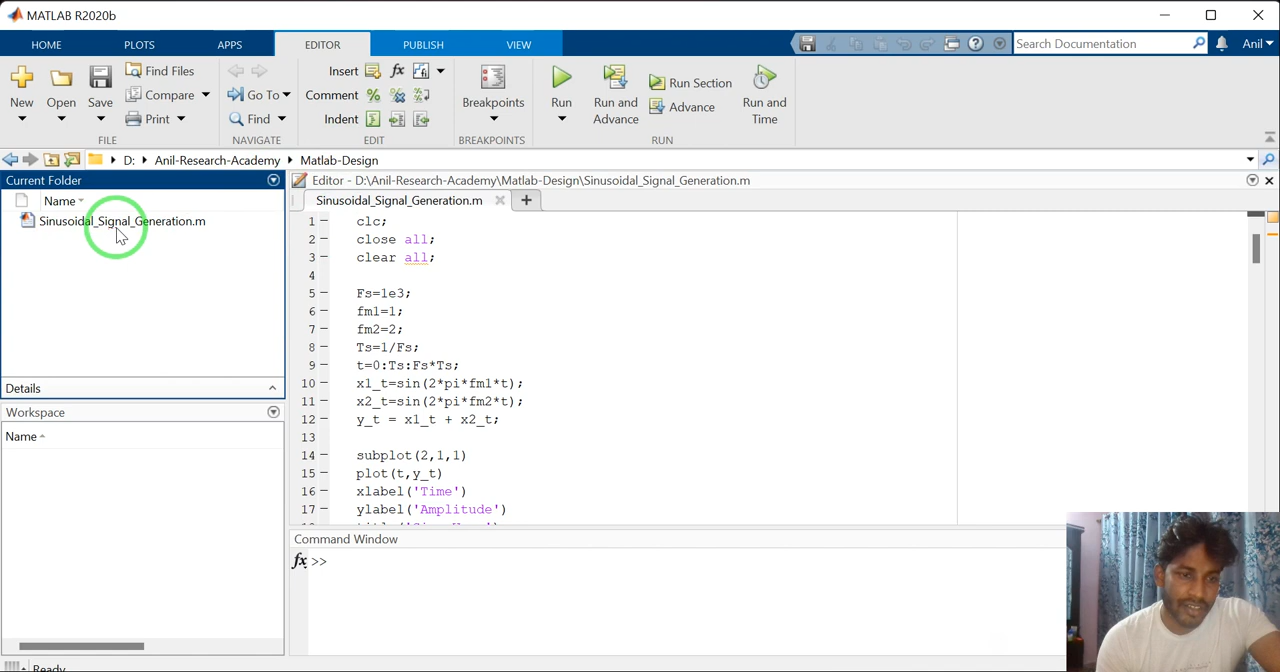 MATLAB R2020b
HOME PLOTS APPS EDITOR PUBLISH VIEW
Search Documentation Anil
New Open Save Find Files Compare Print
FILE
Go To Find
NAVIGATE
Insert fx
Comment %
Indent
EDIT
Breakpoints
BREAKPOINTS
Run Run and Advance Run Section Advance Run and Time
RUN
D: Anil-Research-Academy Matlab-Design
Current Folder
Name
Sinusoidal_Signal_Generation.m
Details
Workspace
Name
Editor - D:\Anil-Research-Academy\Matlab-Design\Sinusoidal_Signal_Generation.m
Sinusoidal_Signal_Generation.m
1 clc;
2 close all;
3 clear all;
4
5 Fs=1e3;
6 fm1=1;
7 fm2=2;
8 Ts=1/Fs;
9 t=0:Ts:Fs*Ts;
10 x1_t=sin(2*pi*fm1*t);
11 x2_t=sin(2*pi*fm2*t);
12 y_t = x1_t + x2_t;
13
14 subplot(2,1,1)
15 plot(t,y_t)
16 xlabel('Time')
17 ylabel('Amplitude')
Command Window
fx >>
Ready